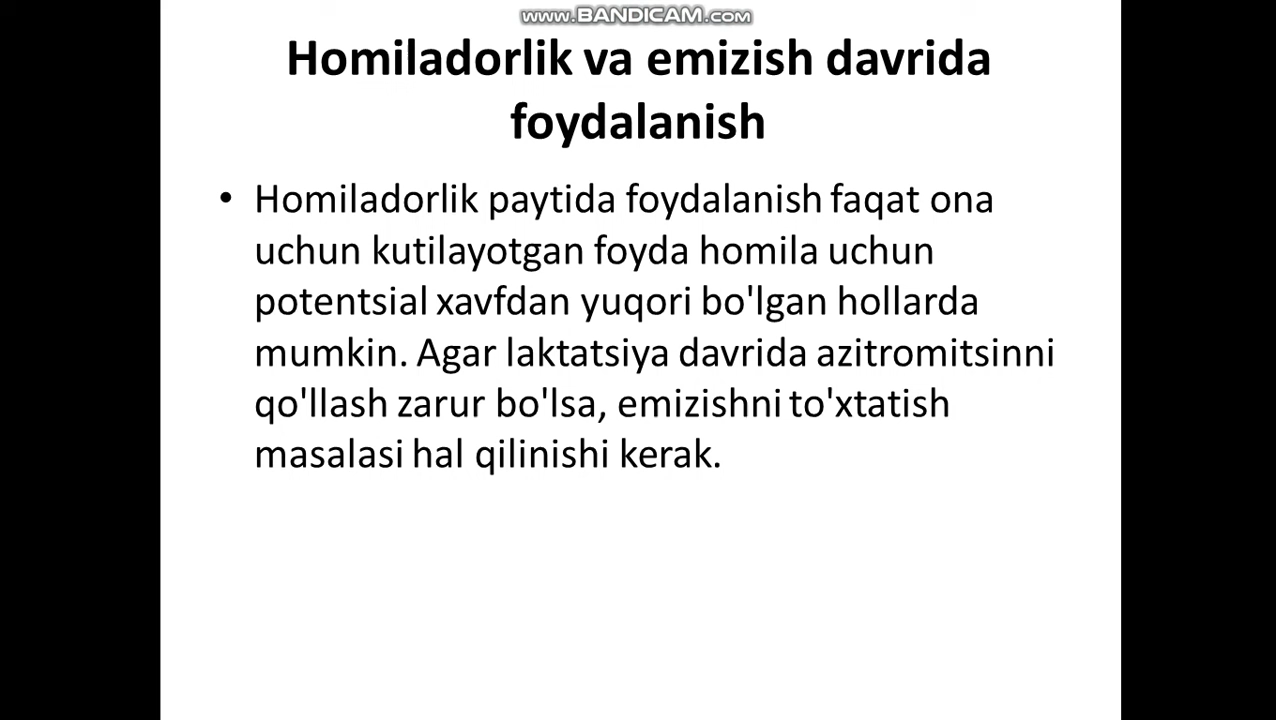 www.BANDICAM.com
Homiladorlik va emizish davrida
foydalanish
• Homiladorlik paytida foydalanish faqat ona
uchun kutilayotgan foyda homila uchun
potentsial xavfdan yuqori bo'lgan hollarda
mumkin. Agar laktatsiya davrida azitromitsinni
qo'llash zarur bo'lsa, emizishni to'xtatish
masalasi hal qilinishi kerak.